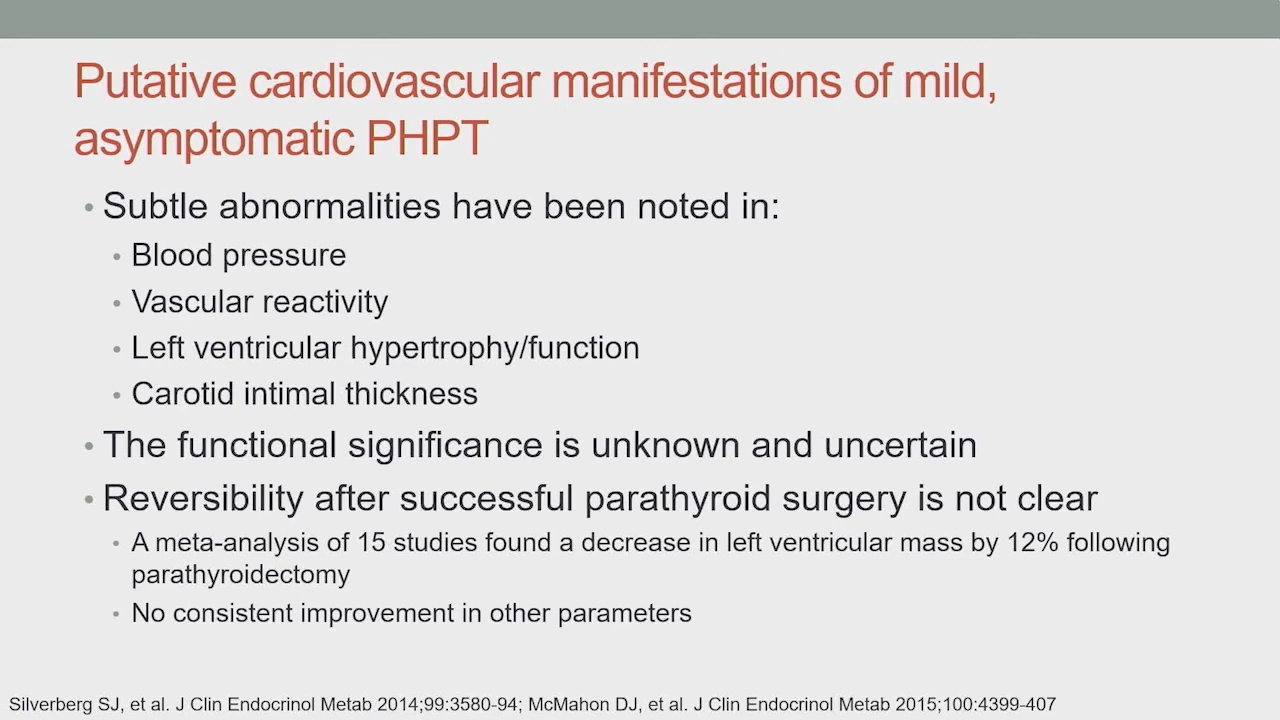 Putative cardiovascular manifestations of mild,
asymptomatic PHPT
• Subtle abnormalities have been noted in:
• Blood pressure
• Vascular reactivity
• Left ventricular hypertrophy/function
• Carotid intimal thickness
• The functional significance is unknown and uncertain
• Reversibility after successful parathyroid surgery is not clear
• A meta-analysis of 15 studies found a decrease in left ventricular mass by 12% following
parathyroidectomy
• No consistent improvement in other parameters
Silverberg SJ, et al. J Clin Endocrinol Metab 2014;99:3580-94; McMahon DJ, et al. J Clin Endocrinol Metab 2015;100:4399-407